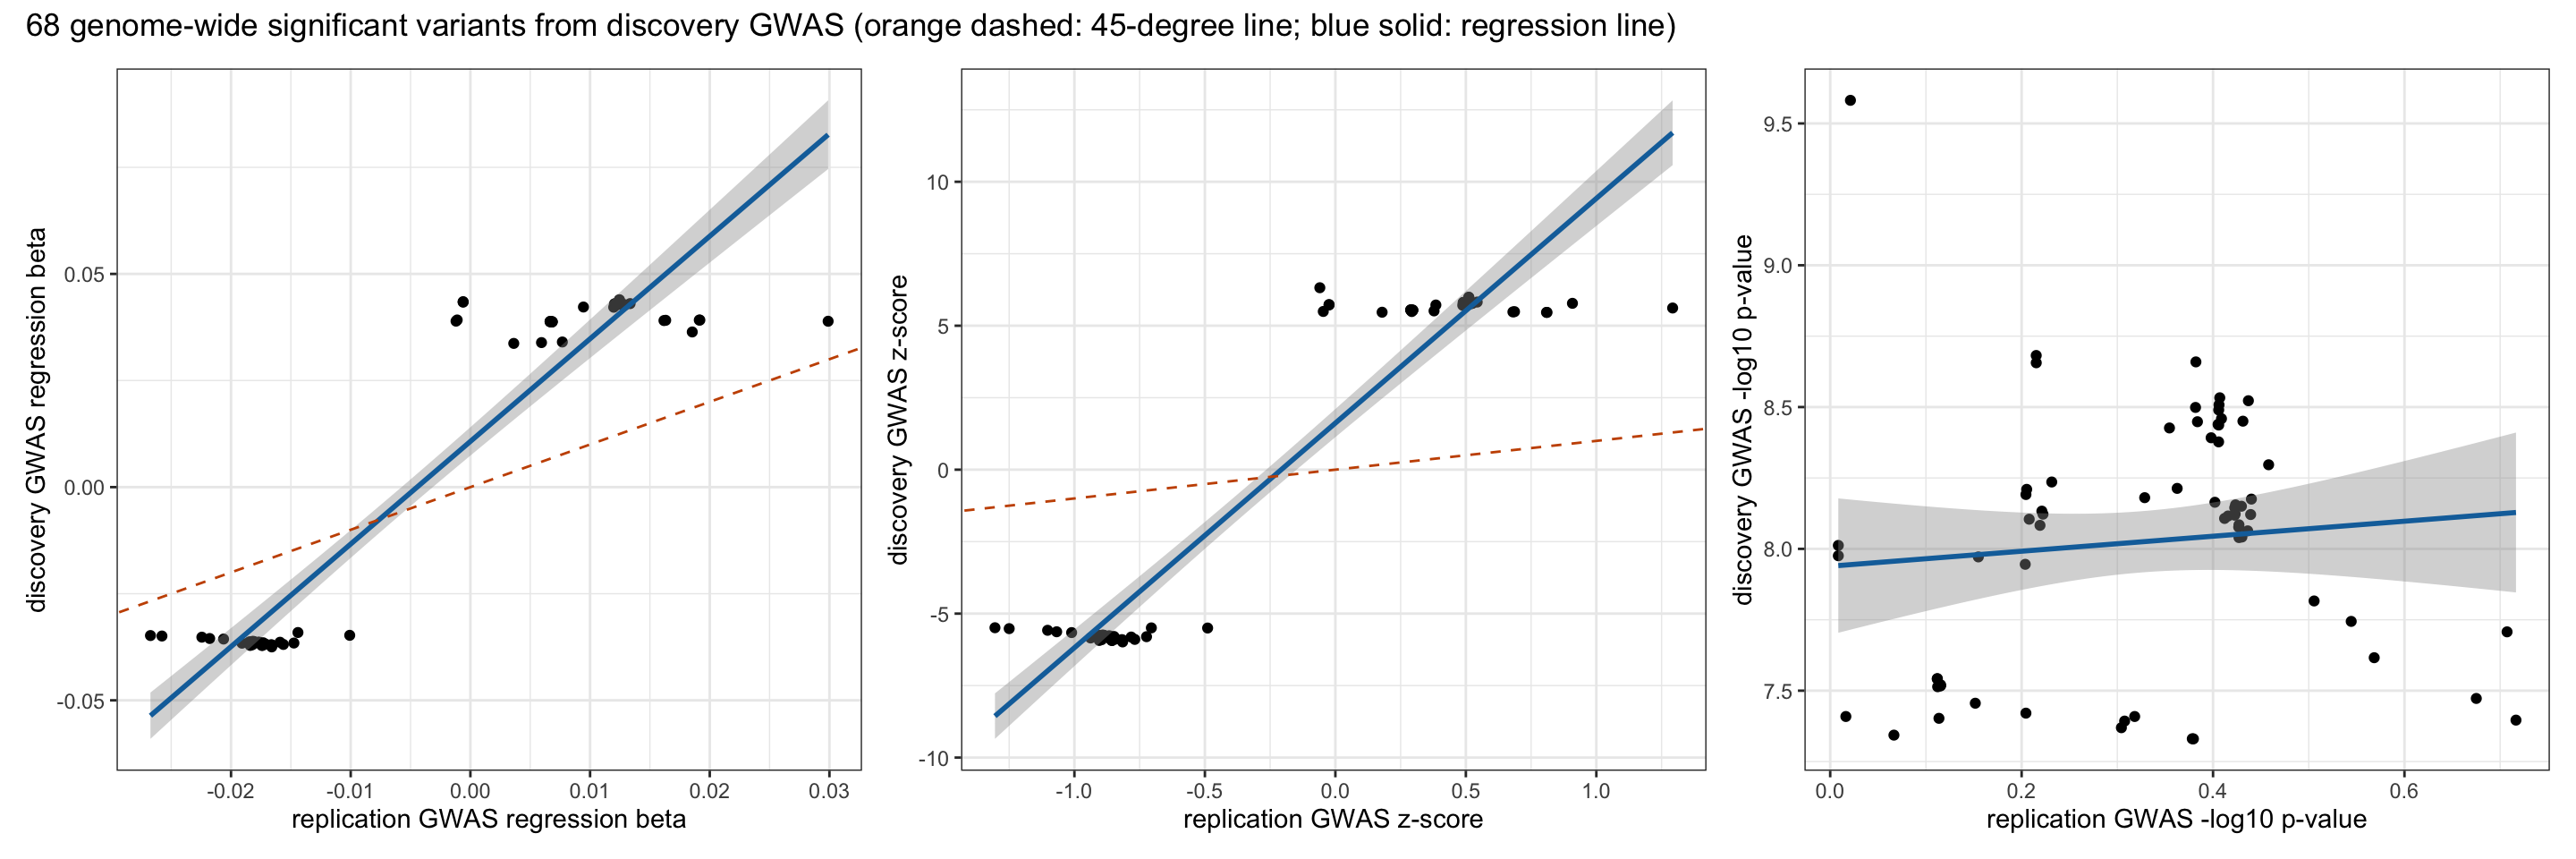 68 genome-wide significant variants from discovery GWAS (orange dashed: 45-degree line; blue solid: regression line)
discovery GWAS regression beta
0.05
0.00
-0.05
-0.02 -0.01 0.00 0.01 0.02 0.03
replication GWAS regression beta
discovery GWAS z-score
10
5
0
-5
-10
-1.0 -0.5 0.0 0.5 1.0
replication GWAS z-score
discovery GWAS -log10 p-value
9.5
9.0
8.5
8.0
7.5
0.0 0.2 0.4 0.6
replication GWAS -log10 p-value